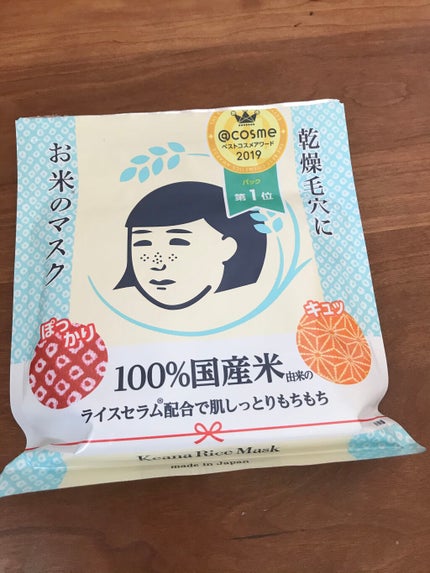 @cosme
ベストコスメアワード
2019
パック
第1位
乾燥毛穴に
お米のマスク
ぽっかり
キュッ
100%国産米由来の
ライスセラム®配合で肌しっとりもちもち
Keana Rice Mask
made in Japan